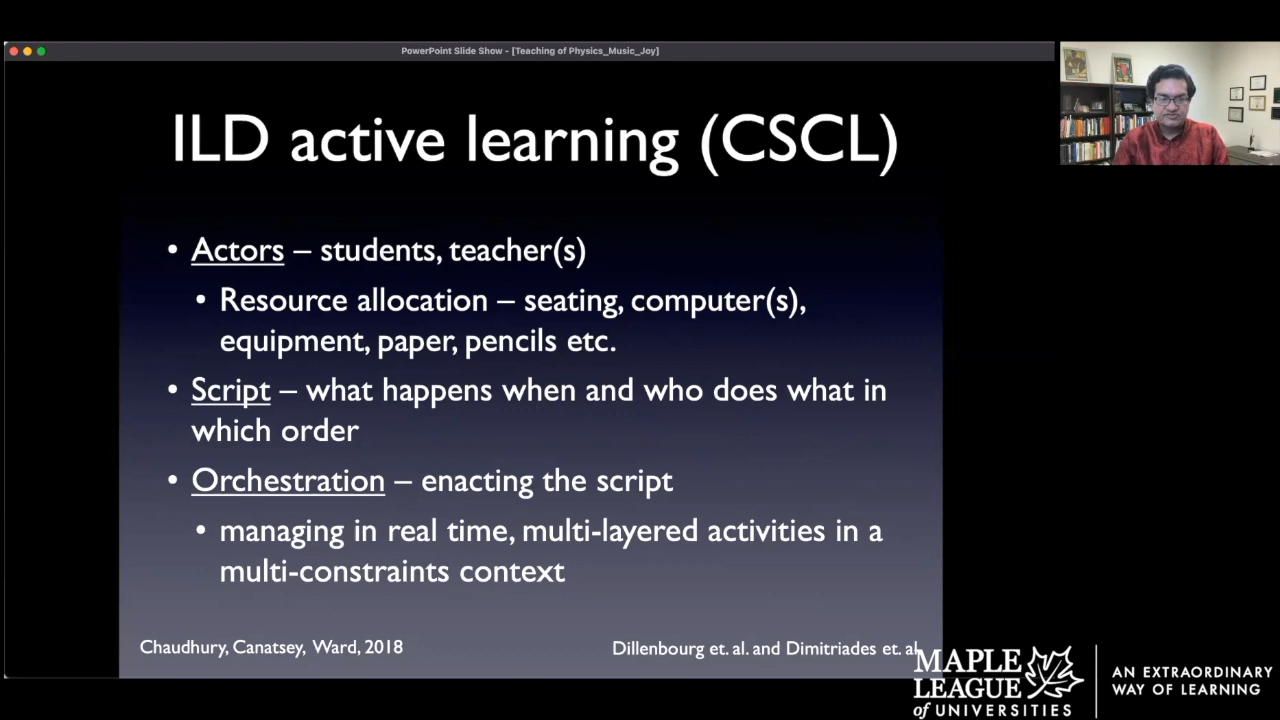 PowerPoint Slide Show - [Teaching of Physics_Music_Joy]
ILD active learning (CSCL)
• Actors – students, teacher(s)
• Resource allocation – seating, computer(s),
equipment, paper, pencils etc.
• Script – what happens when and who does what in
which order
• Orchestration – enacting the script
• managing in real time, multi-layered activities in a
multi-constraints context
Chaudhury, Canatsey, Ward, 2018
Dillenbourg et. al. and Dimitriades et. al.
MAPLE
LEAGUE
of UNIVERSITIES
AN EXTRAORDINARY
WAY OF LEARNING